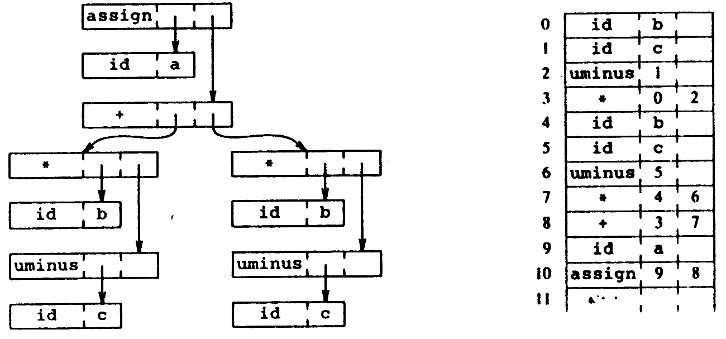 assign
id a
+
* *
id b id b
uminus uminus
id c id c
0 id b
1 id c
2 uminus 1
3 * 0 2
4 id b
5 id c
6 uminus 5
7 * 4 6
8 + 3 7
9 id a
10 assign 9 8
11 ...